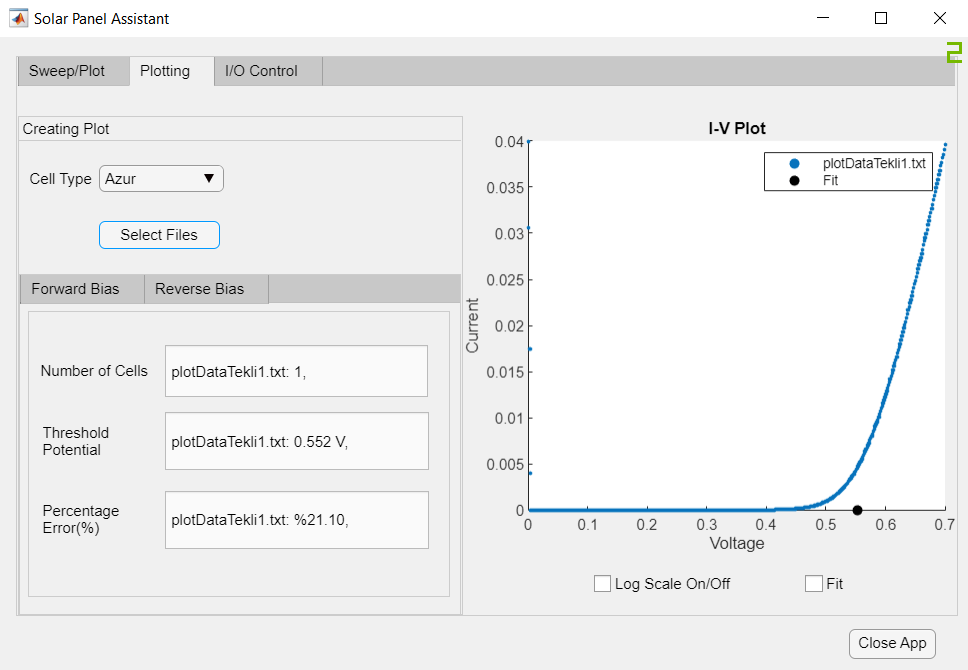 Solar Panel Assistant
2
Sweep/Plot
Plotting
I/O Control
Creating Plot
Cell Type
Azur
Select Files
Forward Bias
Reverse Bias
Number of Cells
plotDataTekli1.txt: 1,
Threshold
Potential
plotDataTekli1.txt: 0.552 V,
Percentage
Error(%)
plotDataTekli1.txt: %21.10,
I-V Plot
plotDataTekli1.txt
Fit
0.04
0.035
0.03
0.025
0.02
0.015
0.01
0.005
0
Current
0
0.1
0.2
0.3
0.4
0.5
0.6
0.7
Voltage
Log Scale On/Off
Fit
Close App